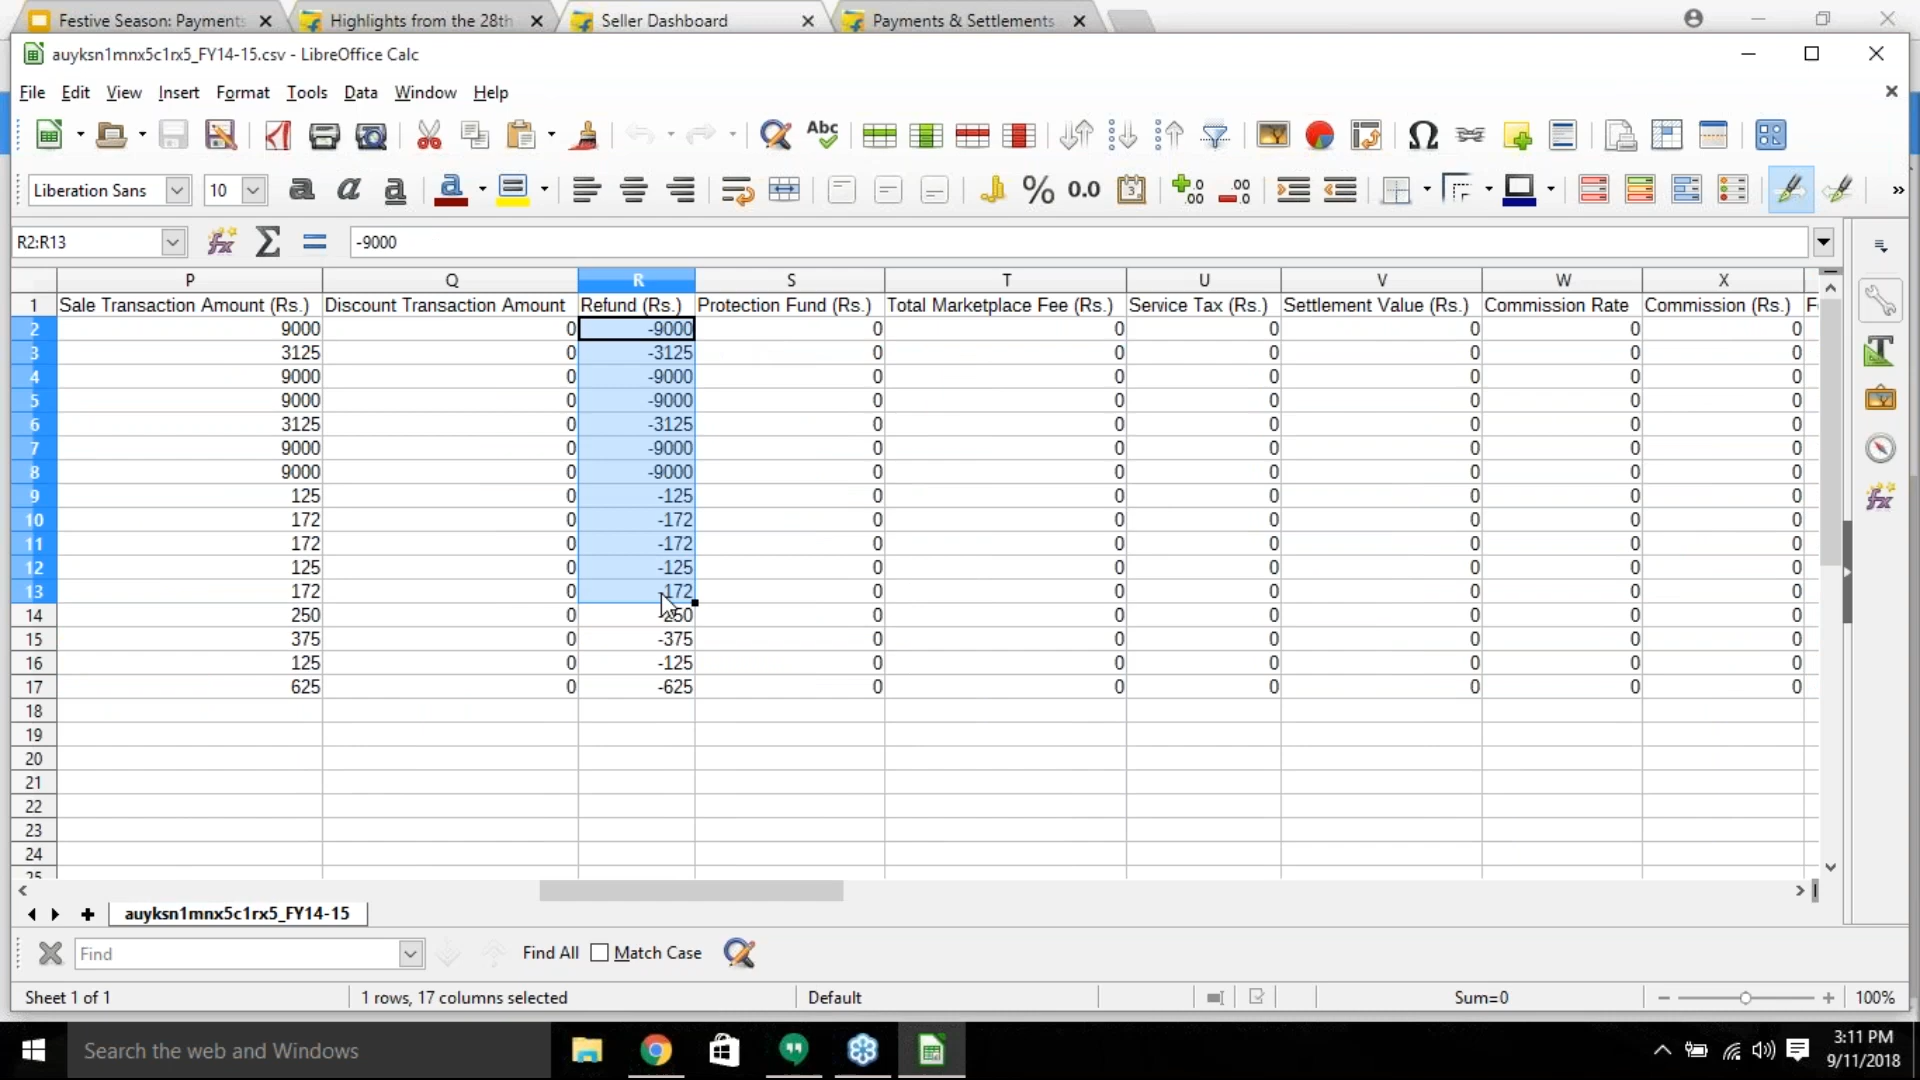 Festive Season: Payments
Highlights from the 28th
Seller Dashboard
Payments & Settlements
auyksn1mnx5c1rx5_FY14-15.csv - LibreOffice Calc
File Edit View Insert Format Tools Data Window Help
Liberation Sans 10
R2:R13 -9000
P Q R S T U V W X
1 Sale Transaction Amount (Rs.) Discount Transaction Amount Refund (Rs.) Protection Fund (Rs.) Total Marketplace Fee (Rs.) Service Tax (Rs.) Settlement Value (Rs.) Commission Rate Commission (Rs.) F
2 9000 0 -9000 0 0 0 0 0 0
3 3125 0 -3125 0 0 0 0 0 0
4 9000 0 -9000 0 0 0 0 0 0
5 9000 0 -9000 0 0 0 0 0 0
6 3125 0 -3125 0 0 0 0 0 0
7 9000 0 -9000 0 0 0 0 0 0
8 9000 0 -9000 0 0 0 0 0 0
9 125 0 -125 0 0 0 0 0 0
10 172 0 -172 0 0 0 0 0 0
11 172 0 -172 0 0 0 0 0 0
12 125 0 -125 0 0 0 0 0 0
13 172 0 -172 0 0 0 0 0 0
14 250 0 -250 0 0 0 0 0 0
15 375 0 -375 0 0 0 0 0 0
16 125 0 -125 0 0 0 0 0 0
17 625 0 -625 0 0 0 0 0 0
18
19
20
21
22
23
24
25
auyksn1mnx5c1rx5_FY14-15
Find Find All Match Case
Sheet 1 of 1 1 rows, 17 columns selected Default Sum=0 100%
Search the web and Windows
3:11 PM
9/11/2018